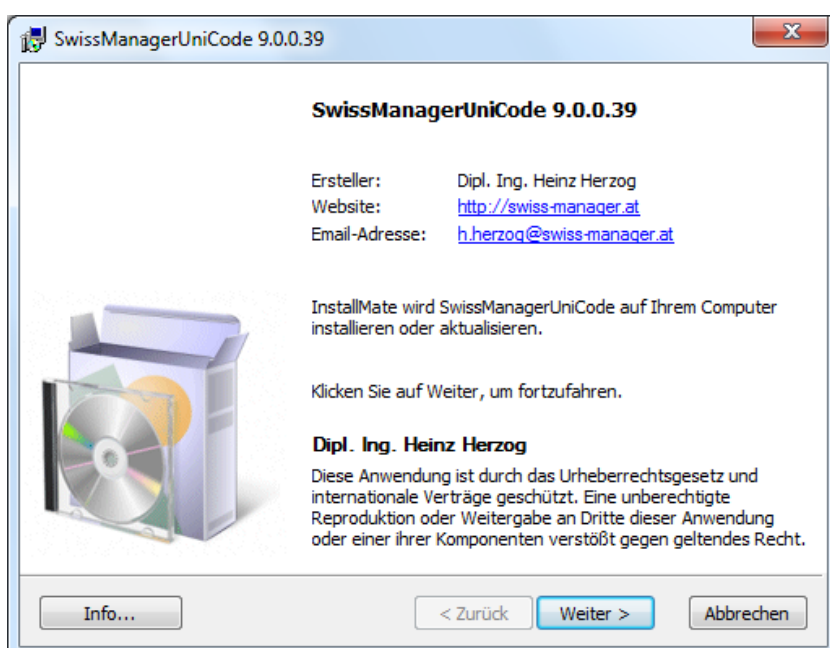 SwissManagerUniCode 9.0.0.39
SwissManagerUniCode 9.0.0.39
Ersteller: Dipl. Ing. Heinz Herzog
Website: http://swiss-manager.at
Email-Adresse: h.herzog@swiss-manager.at
InstallMate wird SwissManagerUniCode auf Ihrem Computer
installieren oder aktualisieren.
Klicken Sie auf Weiter, um fortzufahren.
Dipl. Ing. Heinz Herzog
Diese Anwendung ist durch das Urheberrechtsgesetz und
internationale Verträge geschützt. Eine unberechtigte
Reproduktion oder Weitergabe an Dritte dieser Anwendung
oder einer ihrer Komponenten verstößt gegen geltendes Recht.
Info... < Zurück Weiter > Abbrechen